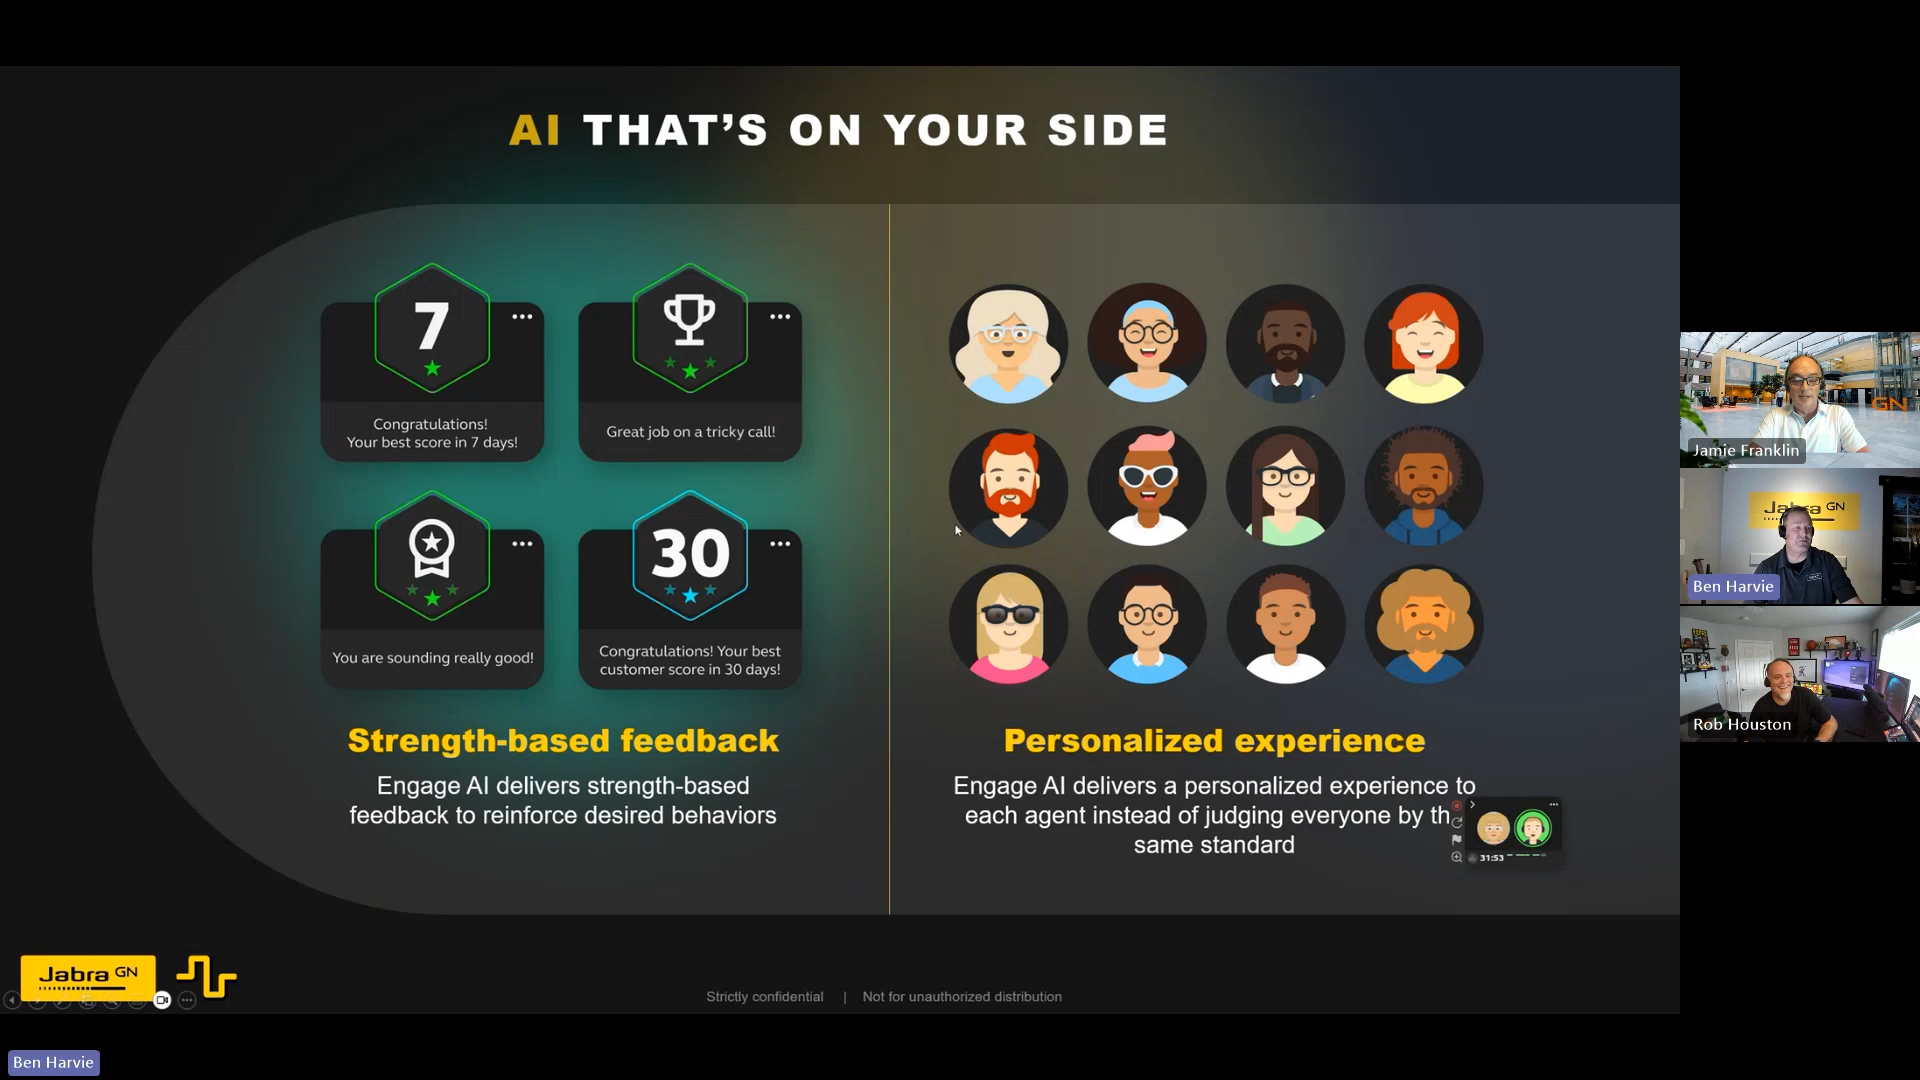 AI THAT'S ON YOUR SIDE
7
Congratulations!
Your best score in 7 days!
Great job on a tricky call!
You are sounding really good!
30
Congratulations! Your best
customer score in 30 days!
Strength-based feedback
Engage AI delivers strength-based
feedback to reinforce desired behaviors
Personalized experience
Engage AI delivers a personalized experience to
each agent instead of judging everyone by th
same standard
31:53
Jabra GN
Strictly confidential | Not for unauthorized distribution
Ben Harvie
GN
Jamie Franklin
Jabra GN
Ben Harvie
Rob Houston